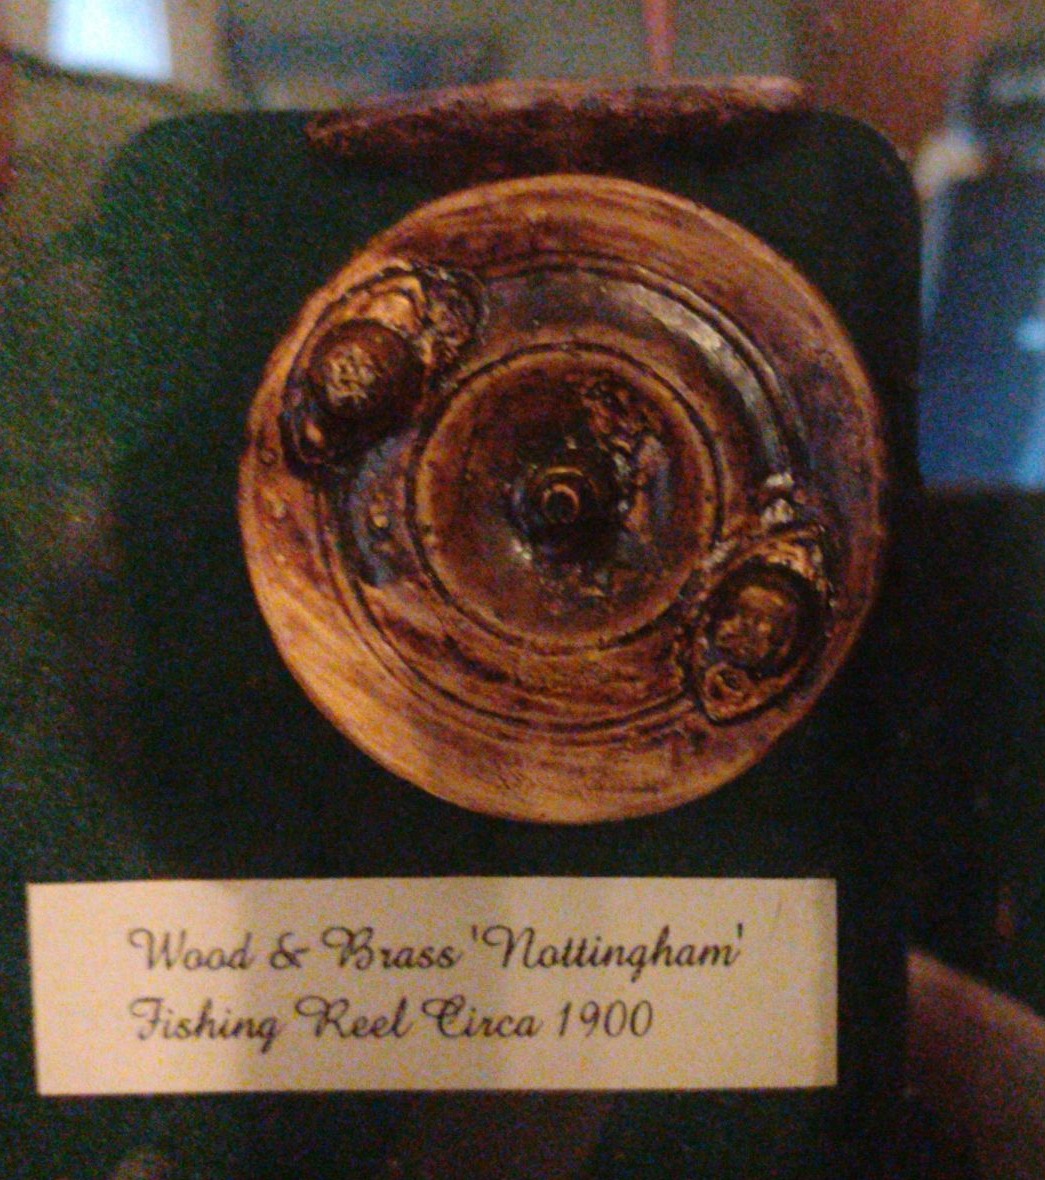 Wood & Brass 'Nottingham'
Fishing Reel Circa 1900